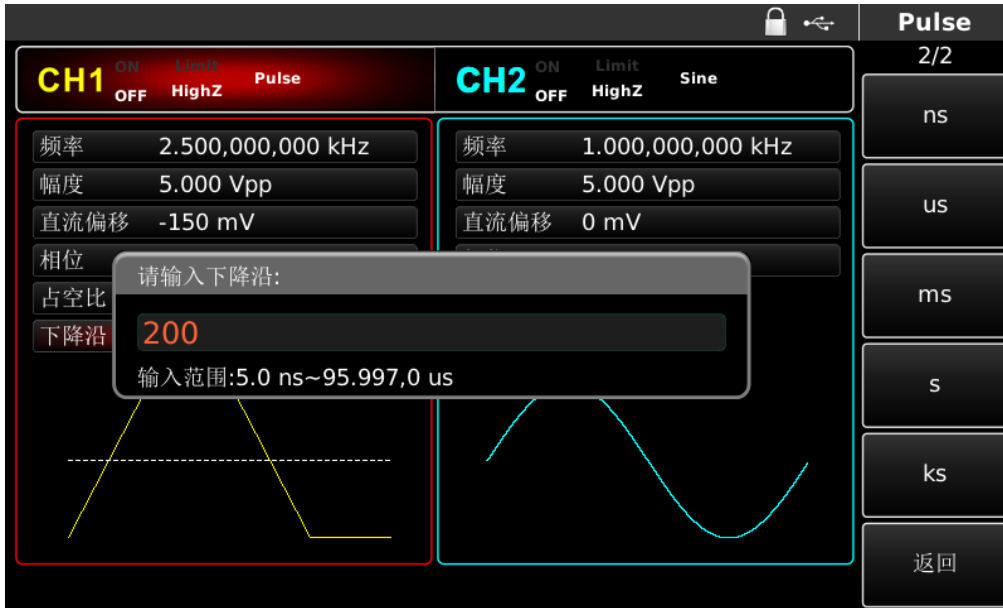 Pulse
2/2
CH1 ON OFF Limit HighZ Pulse
CH2 ON OFF Limit HighZ Sine
频率 2.500,000,000 kHz
幅度 5.000 Vpp
直流偏移 -150 mV
相位
占空比
下降沿
频率 1.000,000,000 kHz
幅度 5.000 Vpp
直流偏移 0 mV
请输入下降沿:
200
输入范围:5.0 ns~95.997,0 us
ns
us
ms
s
ks
返回